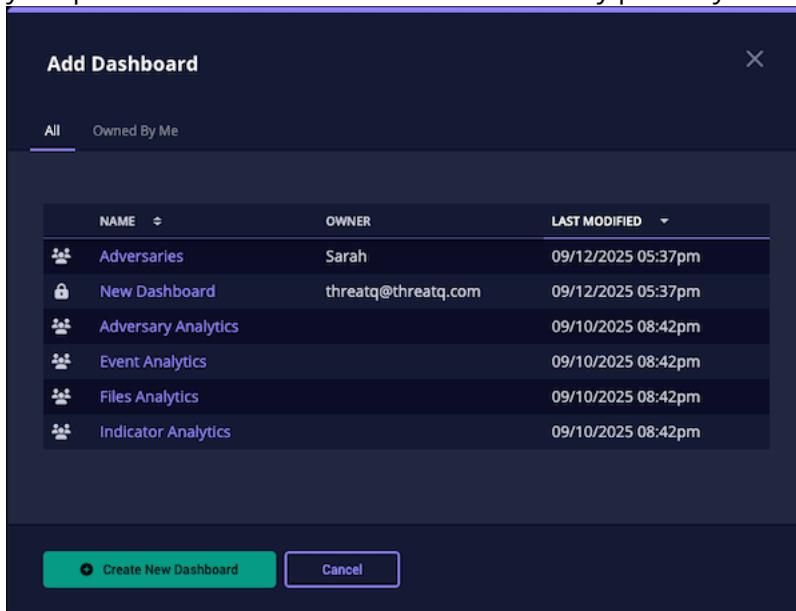 Add Dashboard
All Owned By Me
NAME OWNER LAST MODIFIED
Adversaries Sarah 09/12/2025 05:37pm
New Dashboard threatq@threatq.com 09/12/2025 05:37pm
Adversary Analytics 09/10/2025 08:42pm
Event Analytics 09/10/2025 08:42pm
Files Analytics 09/10/2025 08:42pm
Indicator Analytics 09/10/2025 08:42pm
Create New Dashboard Cancel